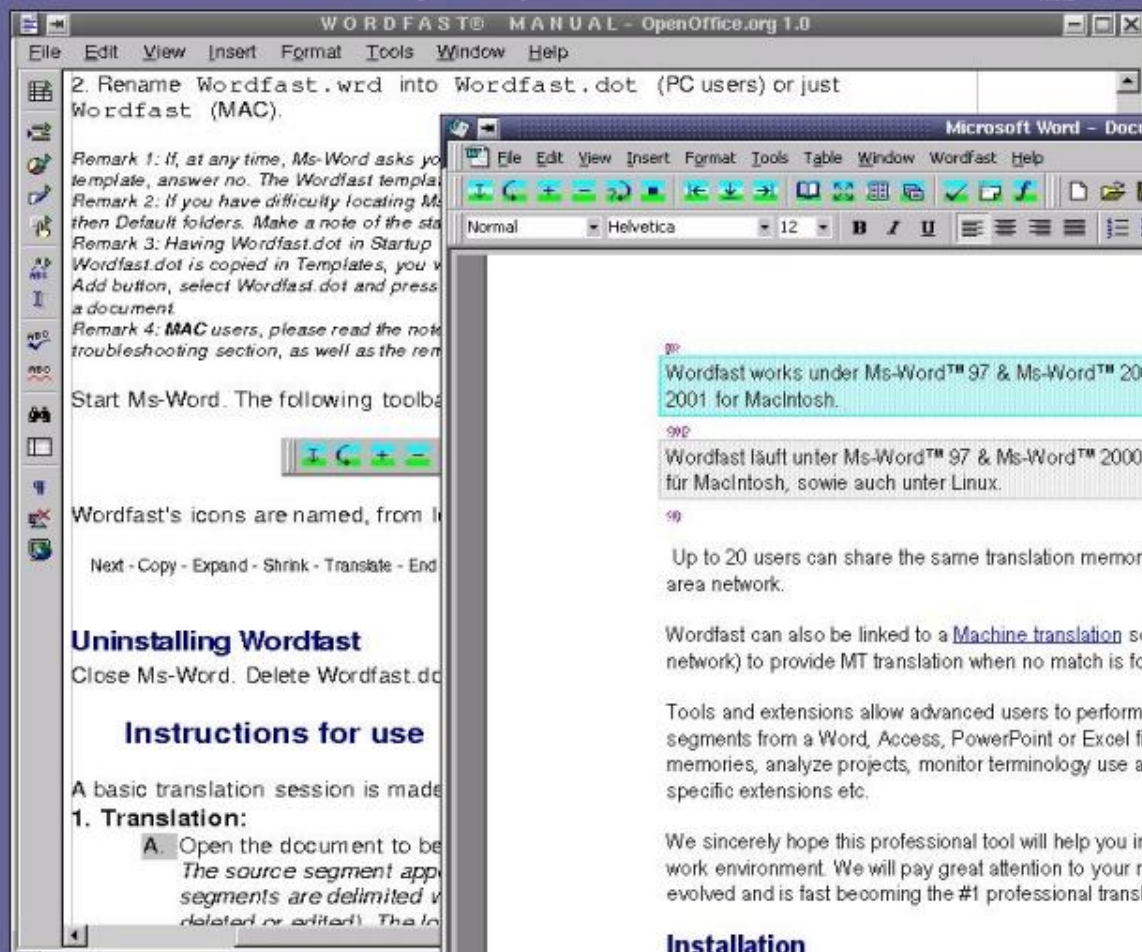 WORDFAST® MANUAL - OpenOffice.org 1.0
File Edit View Insert Format Tools Window Help
2. Rename Wordfast.wrd into Wordfast.dot (PC users) or just
Wordfast (MAC).
Remark 1: If, at any time, Ms-Word asks yo
template, answer no. The Wordfast templa
Remark 2: If you have difficulty locating Ms
then Default folders. Make a note of the sta
Remark 3: Having Wordfast.dot in Startup
Wordfast.dot is copied in Templates, you
Add button, select Wordfast.dot and press
a document.
Remark 4: MAC users, please read the note
troubleshooting section, as well as the rem
Start Ms-Word. The following toolba
Wordfast's icons are named, from l
Next - Copy - Expand - Shrink - Translate - End
Uninstalling Wordfast
Close Ms-Word. Delete Wordfast.do
Instructions for use
A basic translation session is made
1. Translation:
A. Open the document to be
The source segment appe
segments are delimited
deleted or edited). The lo
Microsoft Word - Docu
File Edit View Insert Format Tools Table Window Wordfast Help
Normal Helvetica 12 B I U
Wordfast works under Ms-Word™ 97 & Ms-Word™ 200
2001 for MacIntosh.
Wordfast läuft unter Ms-Word™ 97 & Ms-Word™ 2000
für MacIntosh, sowie auch unter Linux.
Up to 20 users can share the same translation memor
area network.
Wordfast can also be linked to a Machine translation s
network) to provide MT translation when no match is fo
Tools and extensions allow advanced users to perform
segments from a Word, Access, PowerPoint or Excel fi
memories, analyze projects, monitor terminology use a
specific extensions etc.
We sincerely hope this professional tool will help you i
work environment. We will pay great attention to your r
evolved and is fast becoming the #1 professional transl
Installation